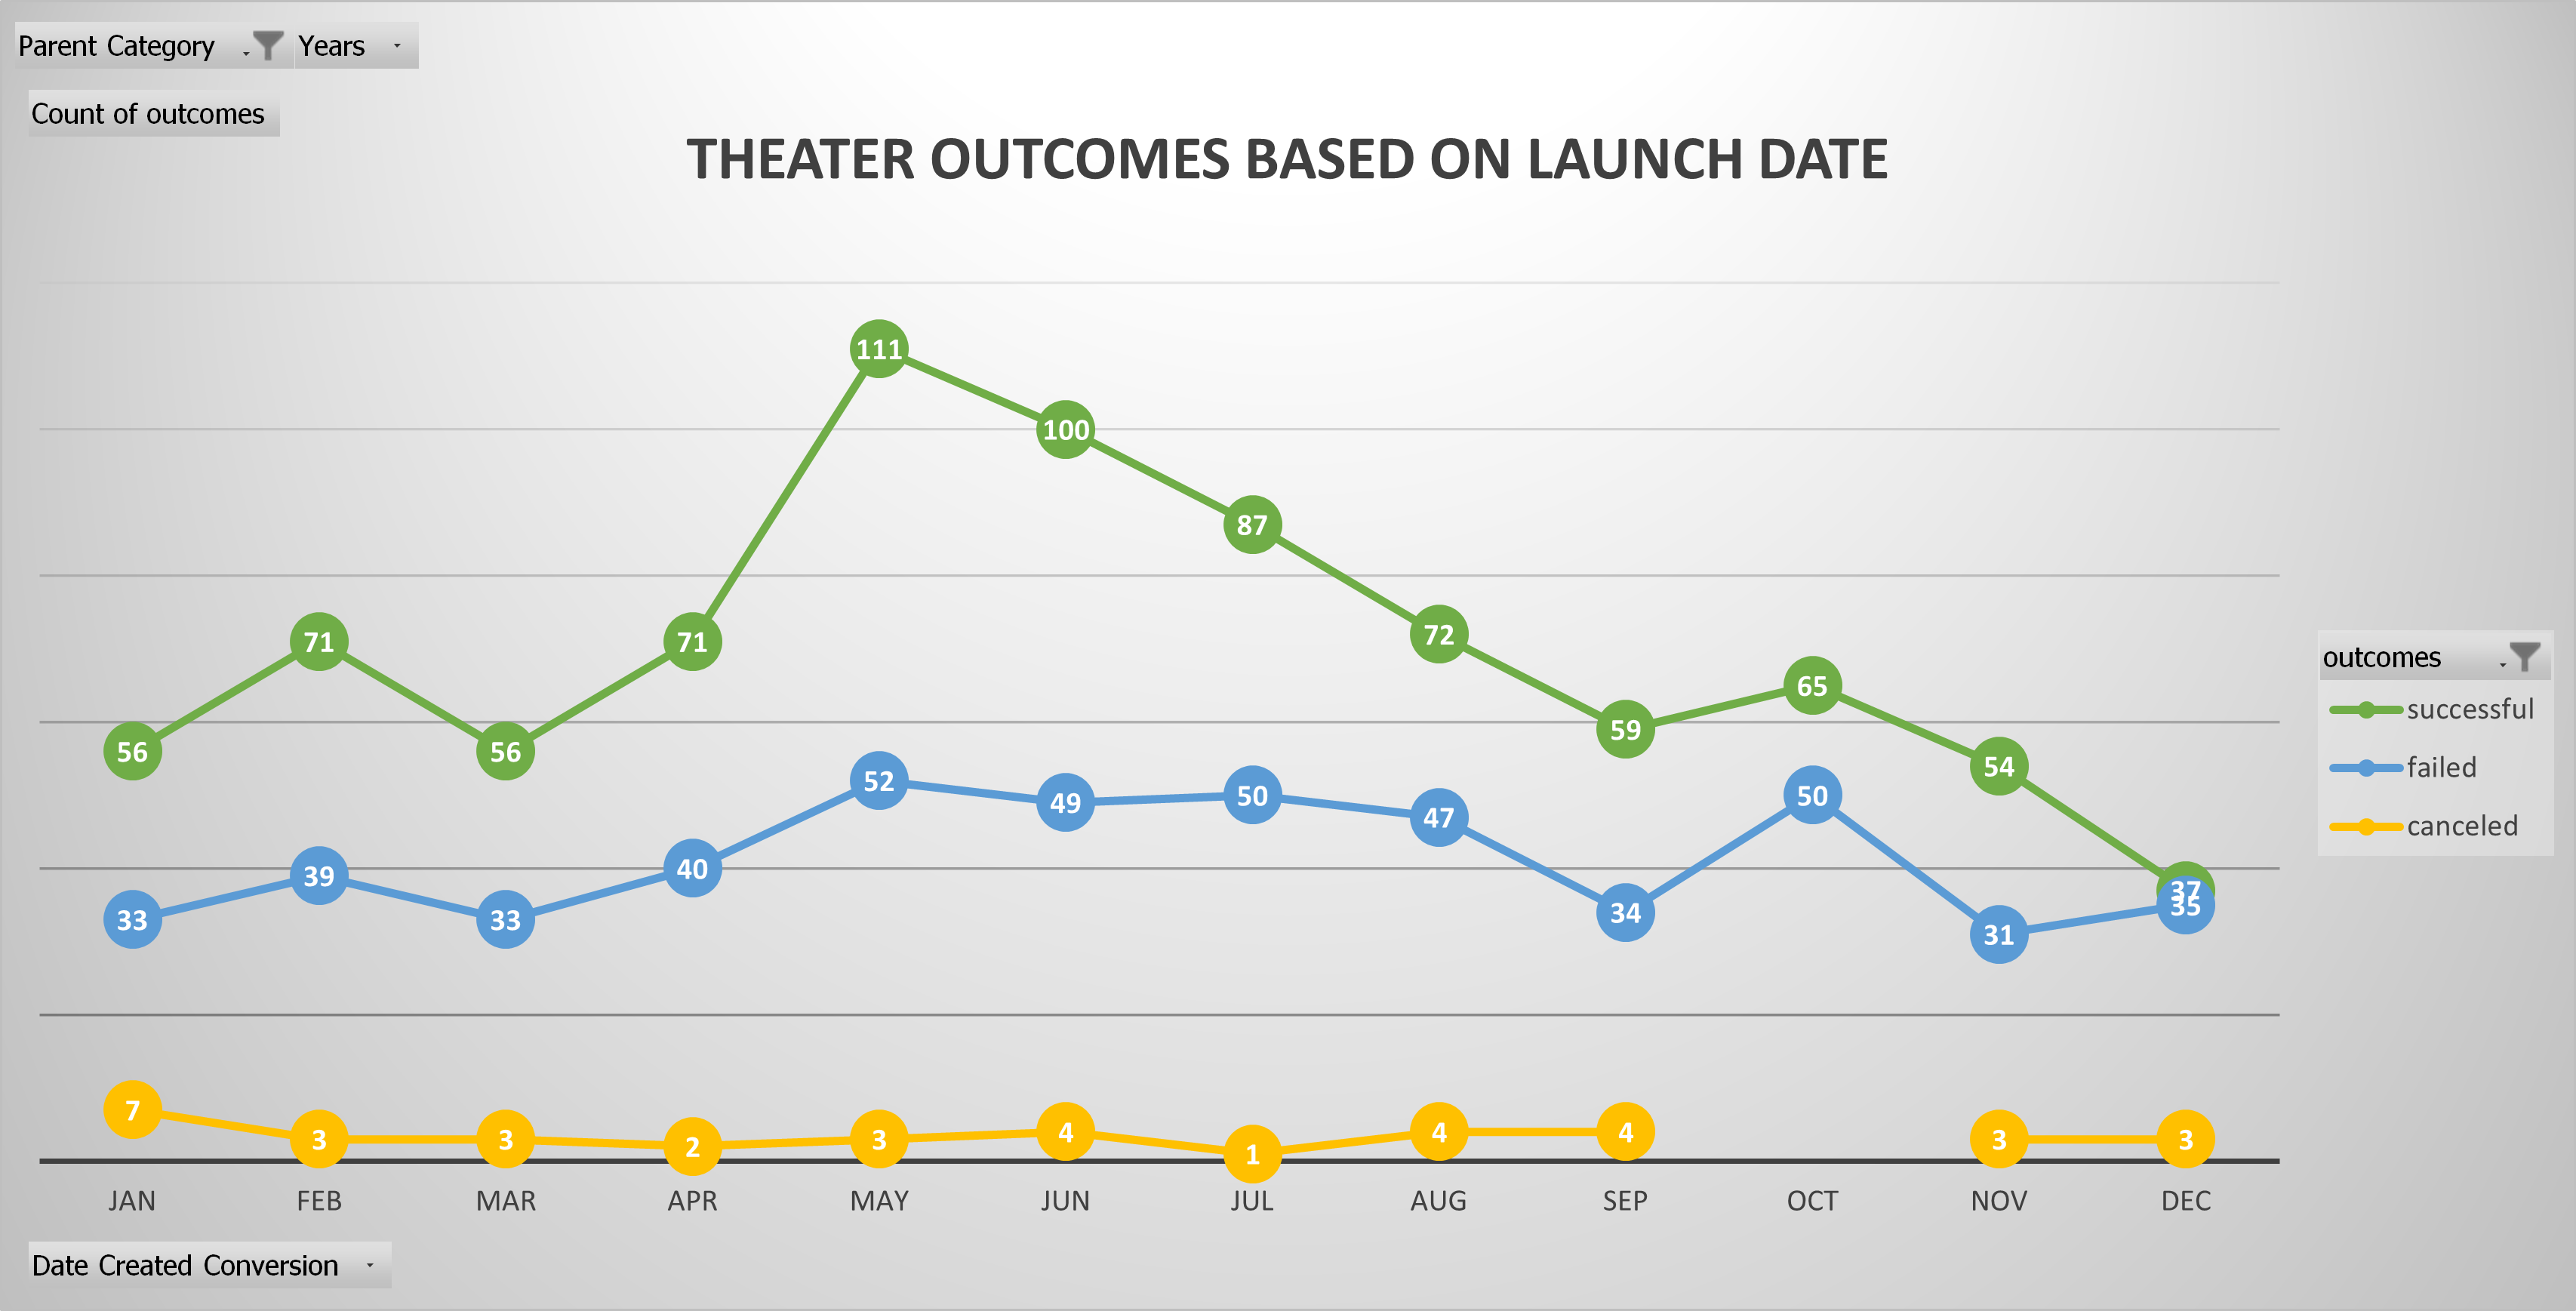 Parent Category Years
Count of outcomes
THEATER OUTCOMES BASED ON LAUNCH DATE
111
100
87
71 71 72
56 56 59 65 54 37
52 49 50 47 50
33 39 33 40 34 31 35
7 3 3 2 3 4 1 4 4 3 3
JAN FEB MAR APR MAY JUN JUL AUG SEP OCT NOV DEC
outcomes
successful
failed
canceled
Date Created Conversion